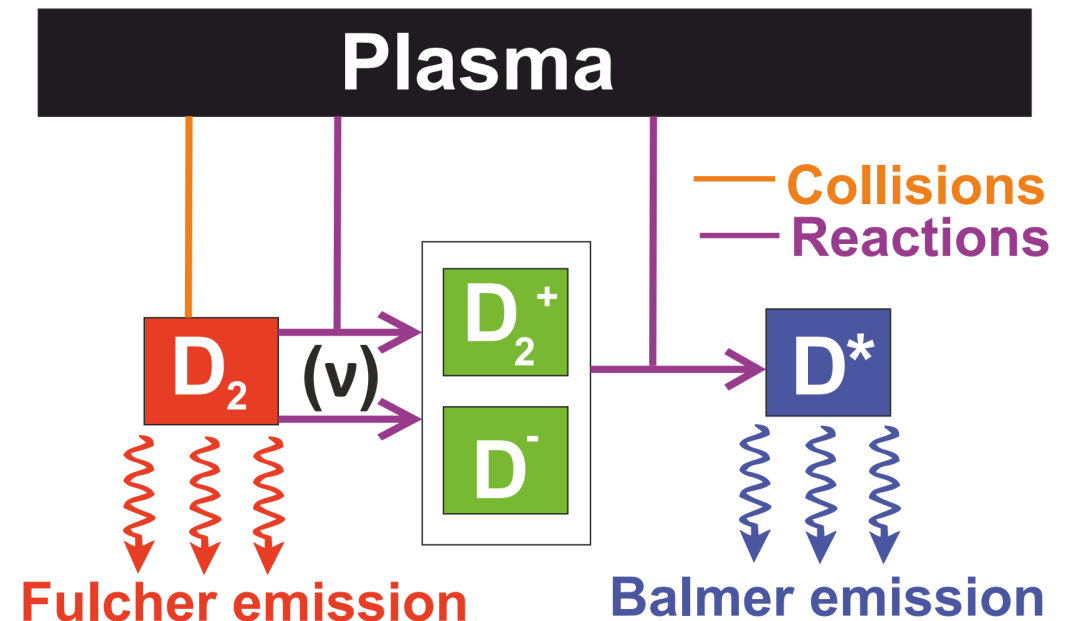 Plasma
Collisions
Reactions
D₂
(ν)
D₂⁺
D⁻
D*
Fulcher emission
Balmer emission